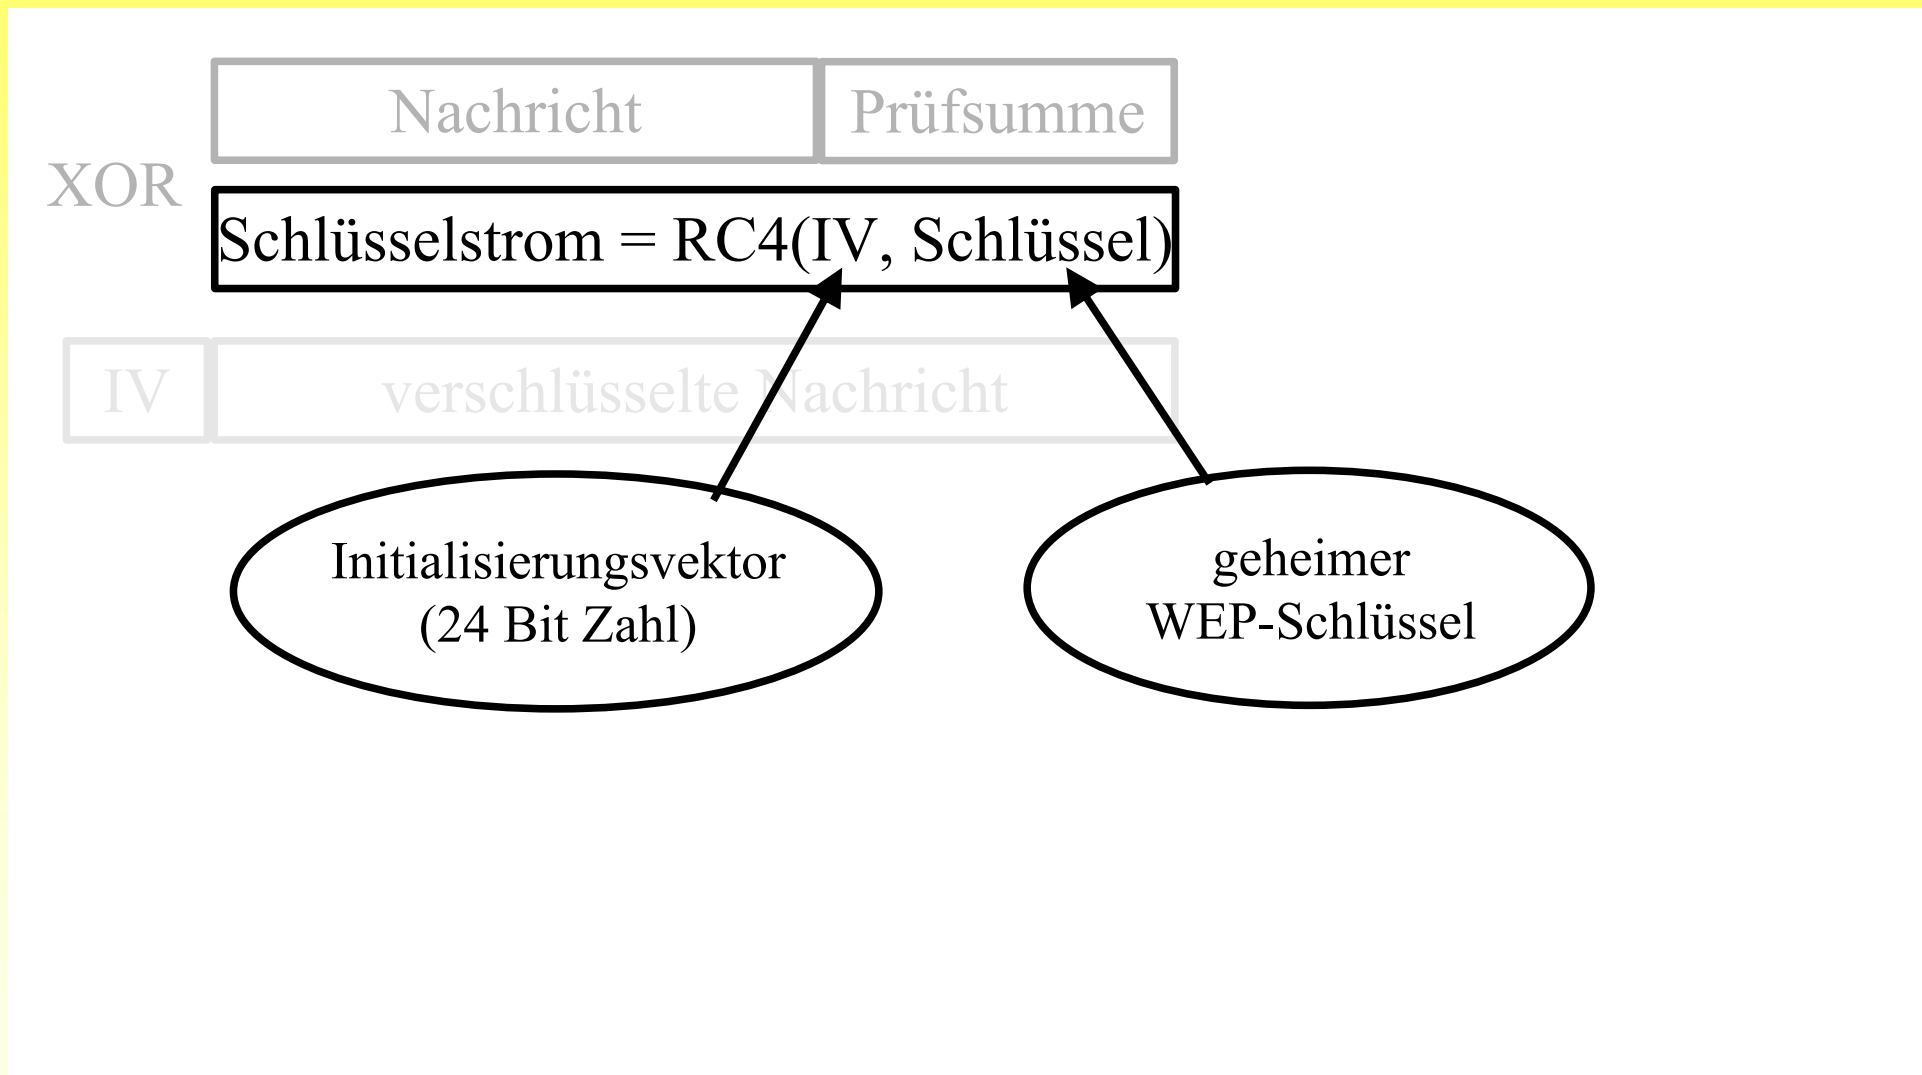 Nachricht Prüfsumme
XOR
Schlüsselstrom = RC4(IV, Schlüssel)
IV verschlüsselte Nachricht
Initialisierungsvektor
(24 Bit Zahl)
geheimer
WEP-Schlüssel